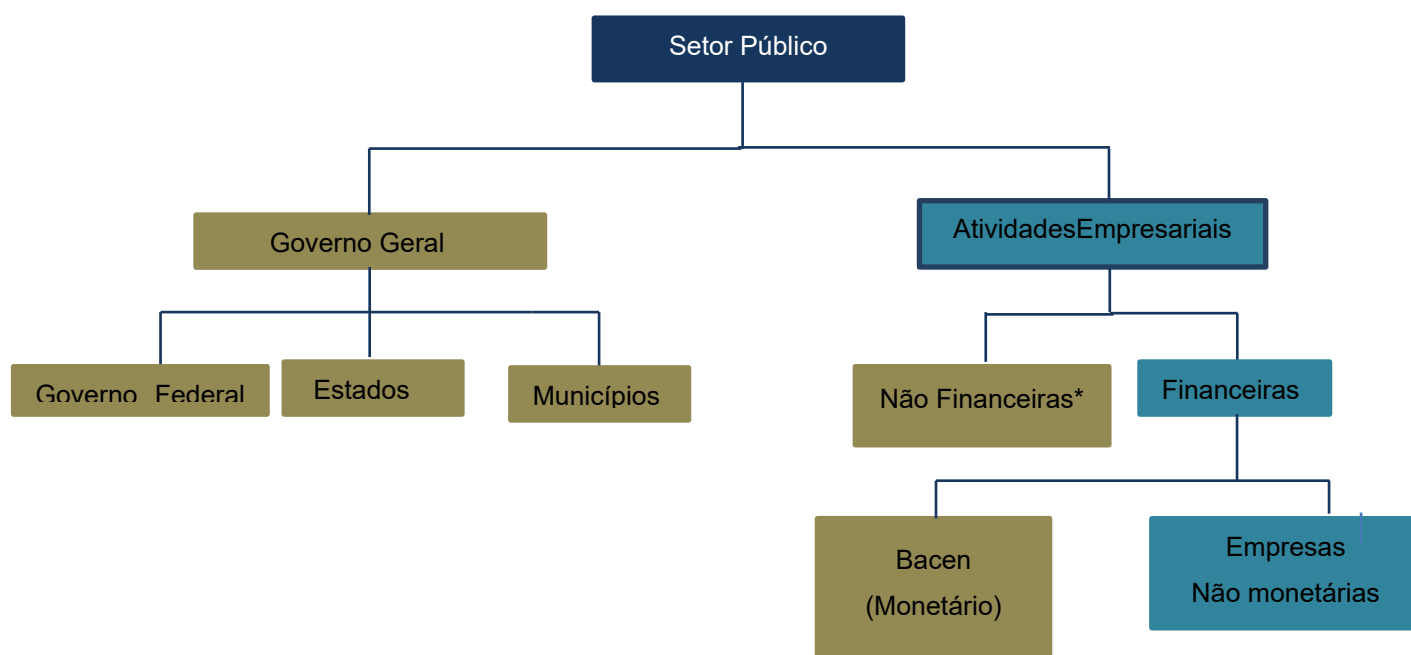 Setor Público
Governo Geral
AtividadesEmpresariais
Governo Federal
Estados
Municípios
Não Financeiras*
Financeiras
Bacen
(Monetário)
Empresas
Não monetárias